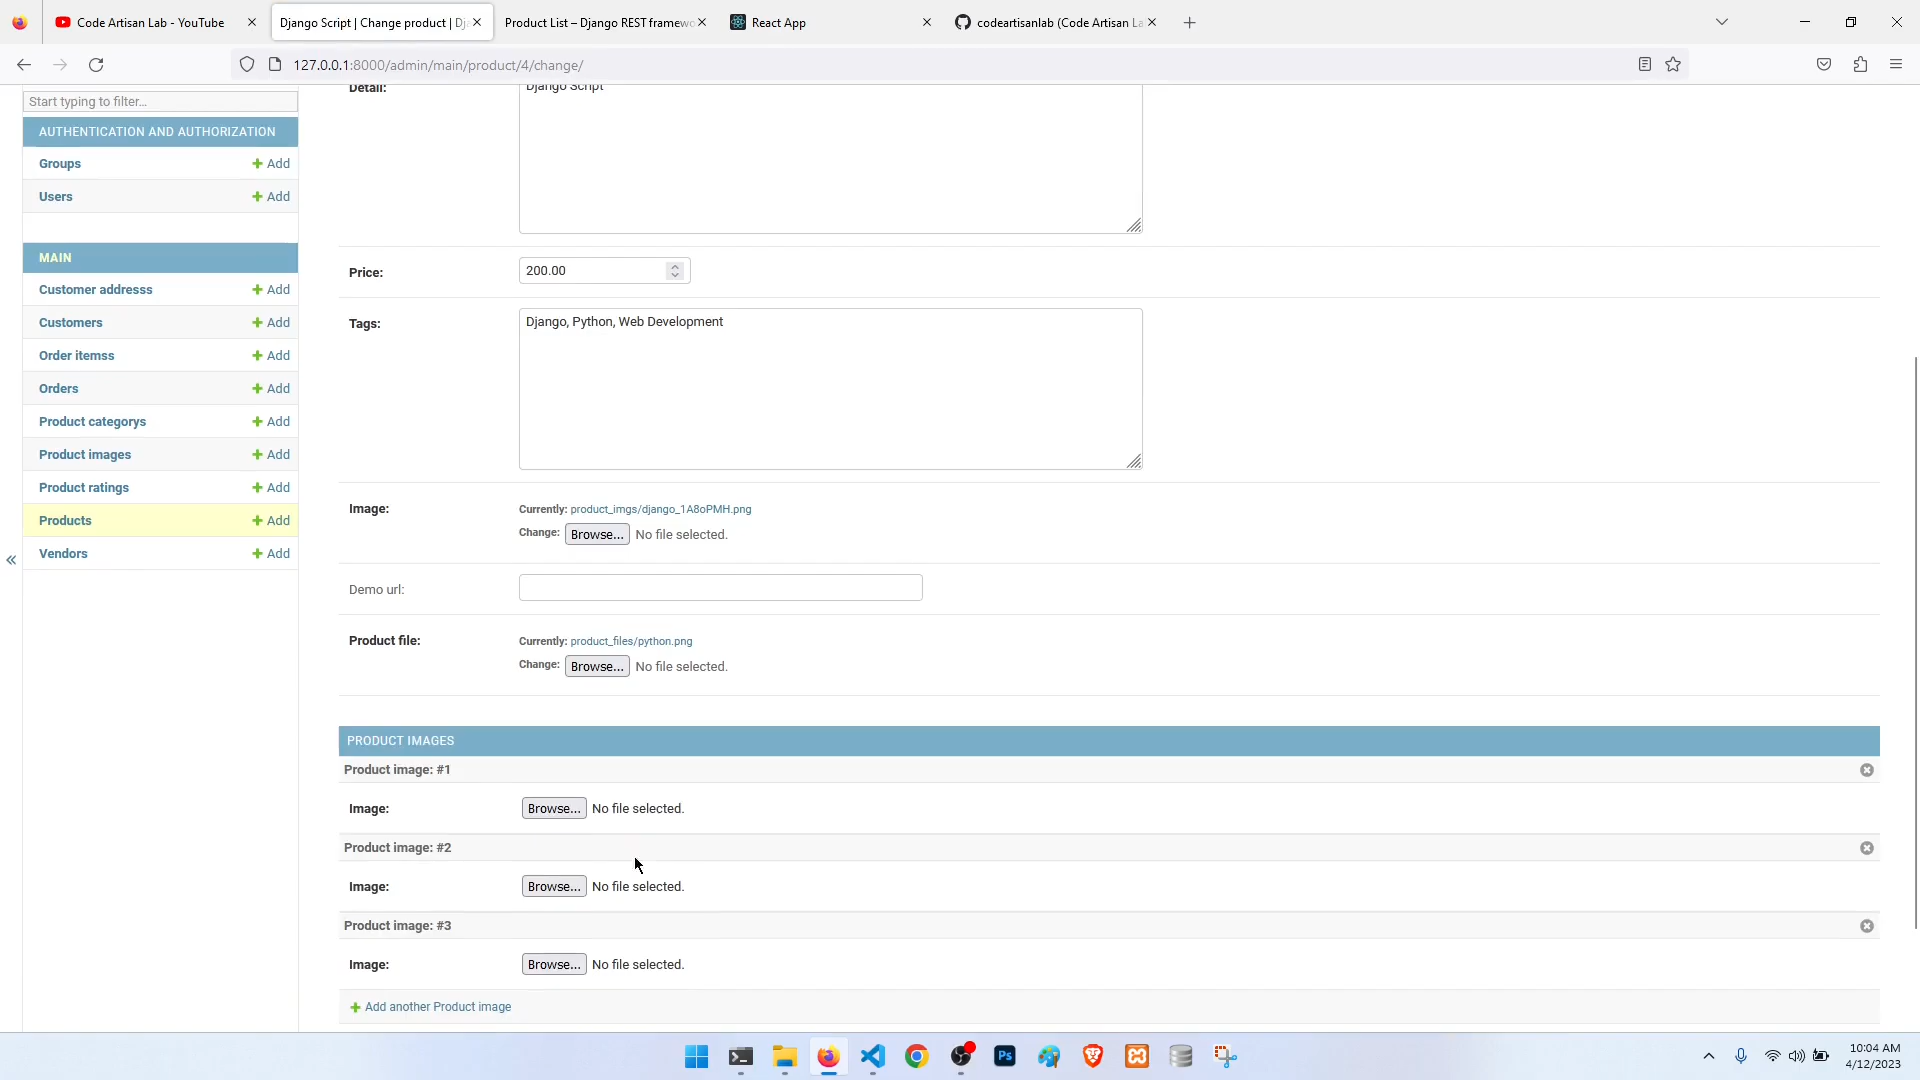 Code Artisan Lab - YouTube
Django Script | Change product | Dj
Product List – Django REST framewo
React App
codeartisanlab (Code Artisan La
127.0.0.1:8000/admin/main/product/4/change/
Start typing to filter...
AUTHENTICATION AND AUTHORIZATION
Groups Add
Users Add
MAIN
Customer addresss Add
Customers Add
Order itemss Add
Orders Add
Product categorys Add
Product images Add
Product ratings Add
Products Add
Vendors Add
«
Detail: Django Script
Price: 200.00
Tags: Django, Python, Web Development
Image: Currently: product_imgs/django_1A8oPMH.png
Change: Browse... No file selected.
Demo url:
Product file: Currently: product_files/python.png
Change: Browse... No file selected.
PRODUCT IMAGES
Product image: #1
Image: Browse... No file selected.
Product image: #2
Image: Browse... No file selected.
Product image: #3
Image: Browse... No file selected.
Add another Product image
Ps
10:04 AM
4/12/2023